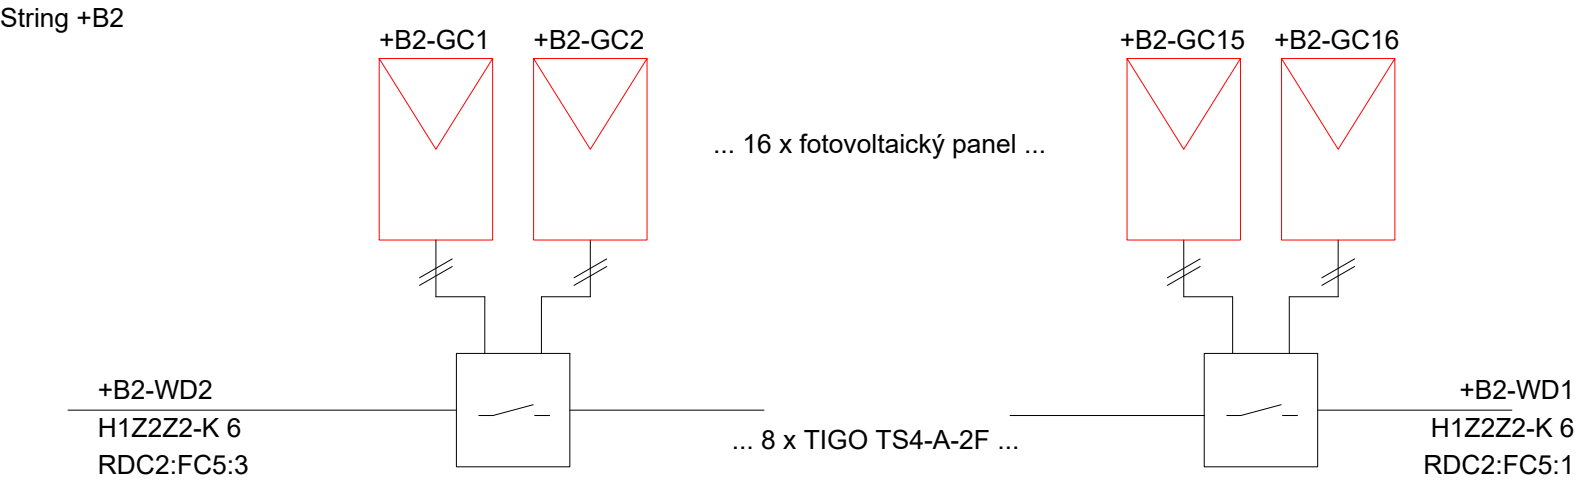 String +B2
+B2-GC1
+B2-GC2
+B2-GC15
+B2-GC16
... 16 x fotovoltaický panel ...
+B2-WD2
H1Z2Z2-K 6
RDC2:FC5:3
... 8 x TIGO TS4-A-2F ...
+B2-WD1
H1Z2Z2-K 6
RDC2:FC5:1